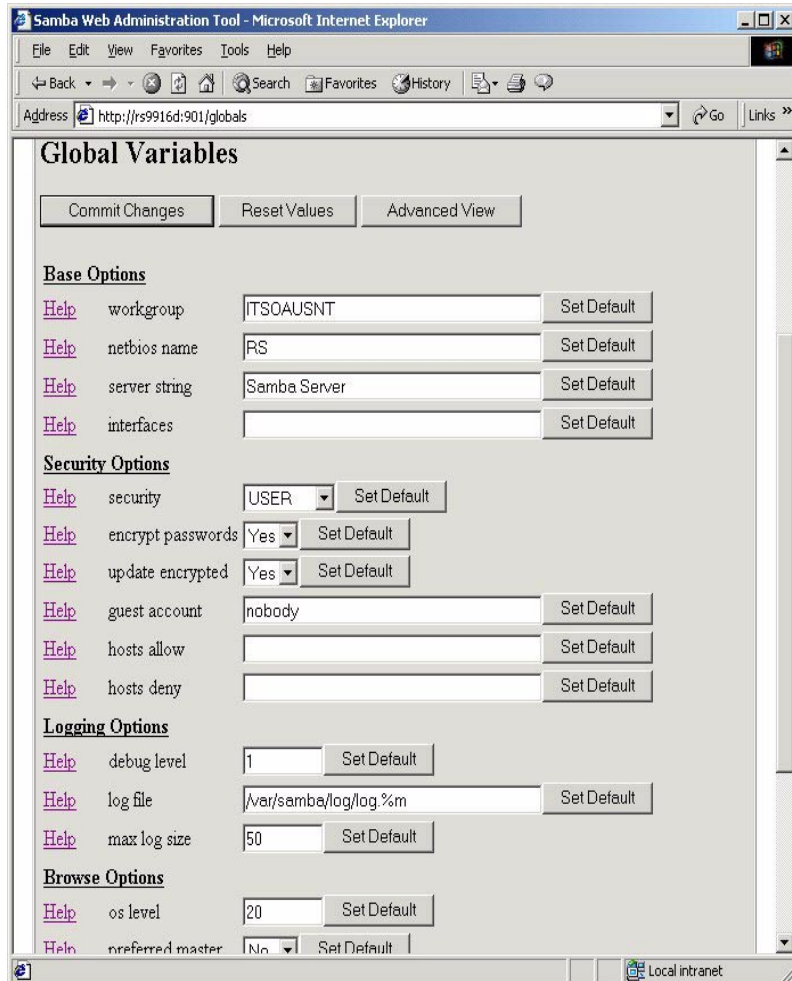 Samba Web Administration Tool - Microsoft Internet Explorer
File Edit View Favorites Tools Help
Back Search Favorites History
Address http://rs9916d:901/globals Go Links »
Global Variables
Commit Changes Reset Values Advanced View
Base Options
Help workgroup ITSOAUSNT Set Default
Help netbios name RS Set Default
Help server string Samba Server Set Default
Help interfaces Set Default
Security Options
Help security USER Set Default
Help encrypt passwords Yes Set Default
Help update encrypted Yes Set Default
Help guest account nobody Set Default
Help hosts allow Set Default
Help hosts deny Set Default
Logging Options
Help debug level 1 Set Default
Help log file /var/samba/log/log.%m Set Default
Help max log size 50 Set Default
Browse Options
Help os level 20 Set Default
Help preferred master No Set Default
Local intranet